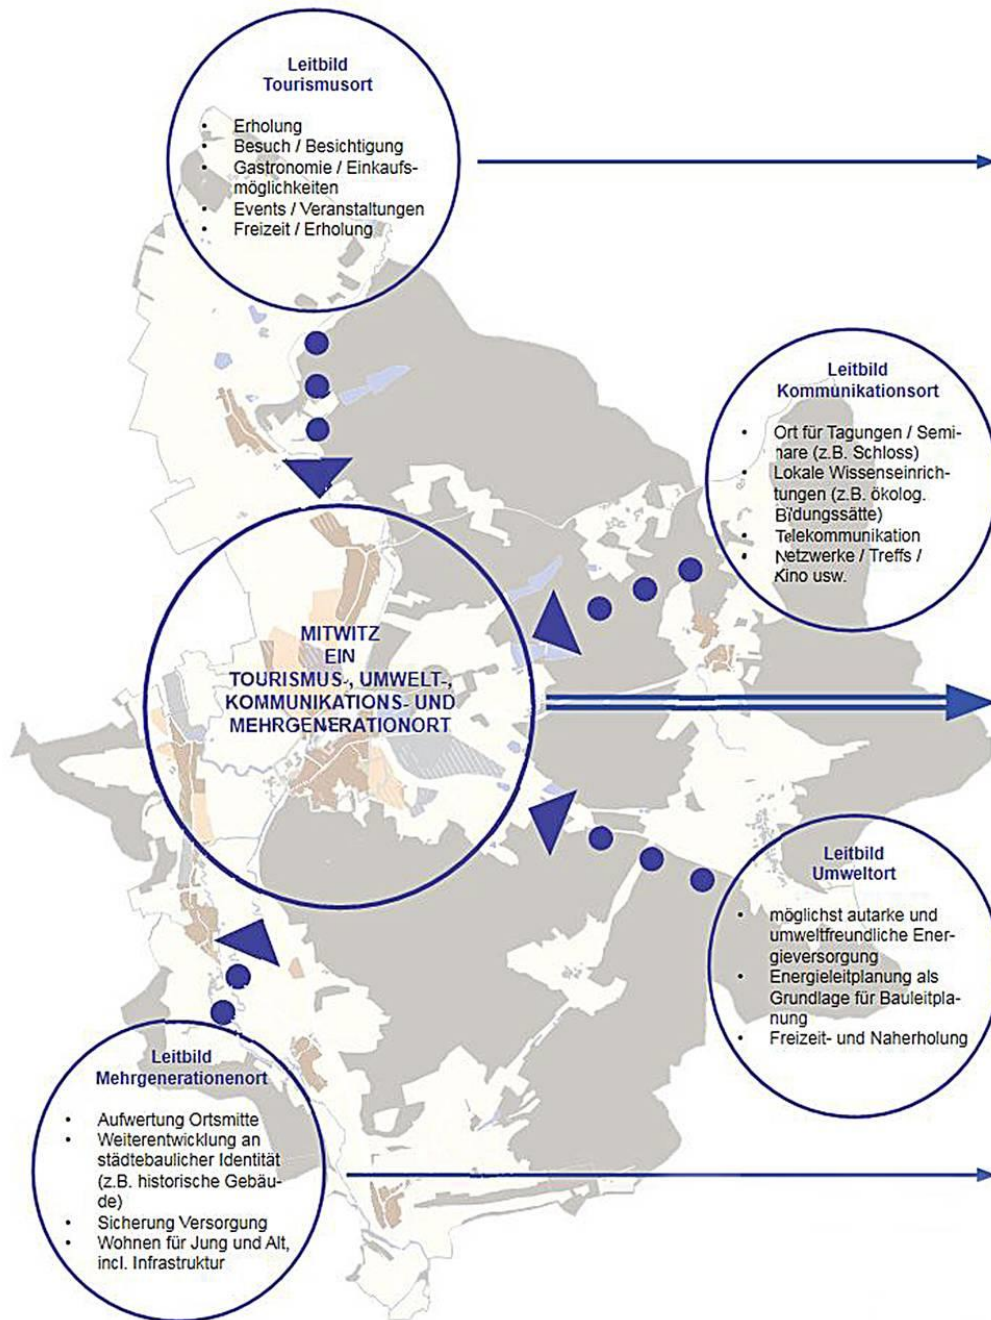 Leitbild
Tourismusort
• Erholung
• Besuch / Besichtigung
• Gastronomie / Einkaufs-
möglichkeiten
• Events / Veranstaltungen
• Freizeit / Erholung
Leitbild
Kommunikationsort
• Ort für Tagungen / Semi-
nare (z.B. Schloss)
• Lokale Wissenseinrich-
tungen (z.B. ökolog.
Bidungssätte)
• Telekommunikation
• Netzwerke / Treffs /
Kino usw.
MITWITZ
EIN
TOURISMUS-, UMWELT-,
KOMMUNIKATIONS- UND
MEHRGENERATIONORT
Leitbild
Umweltort
• möglichst autarke und
umweltfreundliche Ener-
gieversorgung
• Energieleitplanung als
Grundlage für Bauleitpla-
nung
• Freizeit- und Naherholung
Leitbild
Mehrgenerationenort
• Aufwertung Ortsmitte
• Weiterentwicklung an
städtebaulicher Identität
(z.B. historische Gebäu-
de)
• Sicherung Versorgung
• Wohnen für Jung und Alt,
incl. Infrastruktur